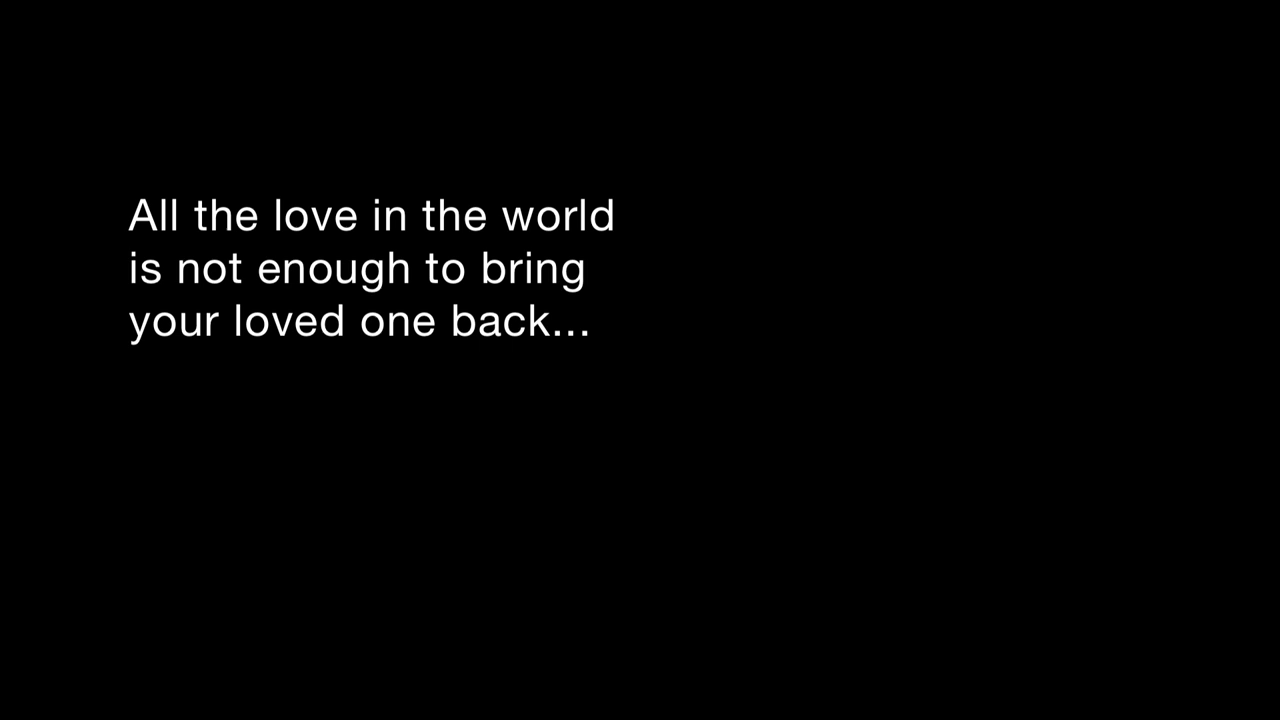 All the love in the world
is not enough to bring
your loved one back...